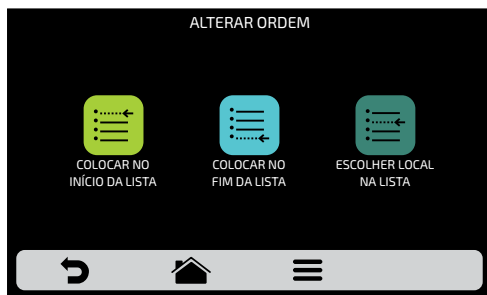 ALTERAR ORDEM
COLOCAR NO
INÍCIO DA LISTA
COLOCAR NO
FIM DA LISTA
ESCOLHER LOCAL
NA LISTA